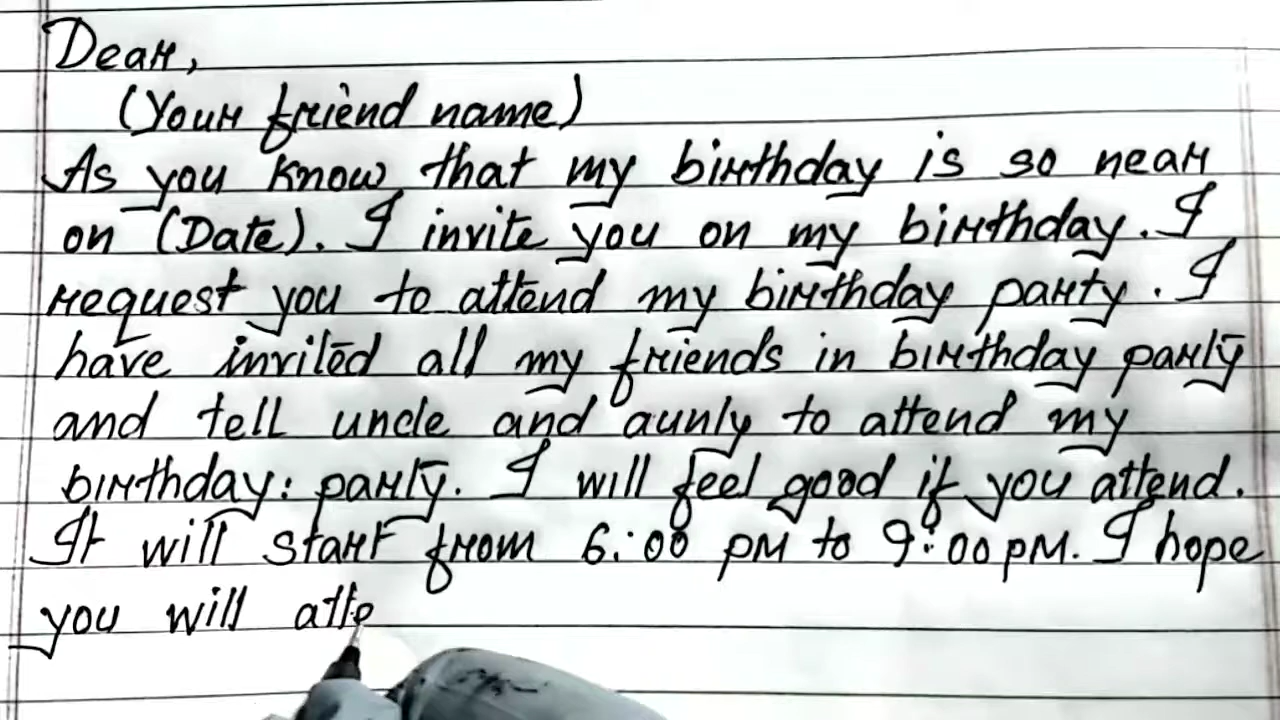 Dear,
(Your friend name)
As you know that my birthday is so near
on (Date). I invite you on my birthday. I
request you to attend my birthday party. I
have invited all my friends in birthday party
and tell uncle and aunty to attend my
birthday: party. I will feel good if you attend.
It will start from 6:00 pm to 9:00 pm. I hope
you will atte